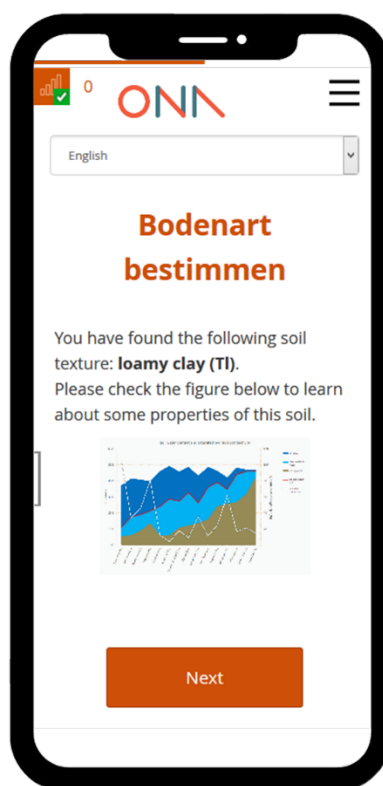 0
ONA
English
Bodenart
bestimmen
You have found the following soil
texture: loamy clay (Tl).
Please check the figure below to learn
about some properties of this soil.
Next